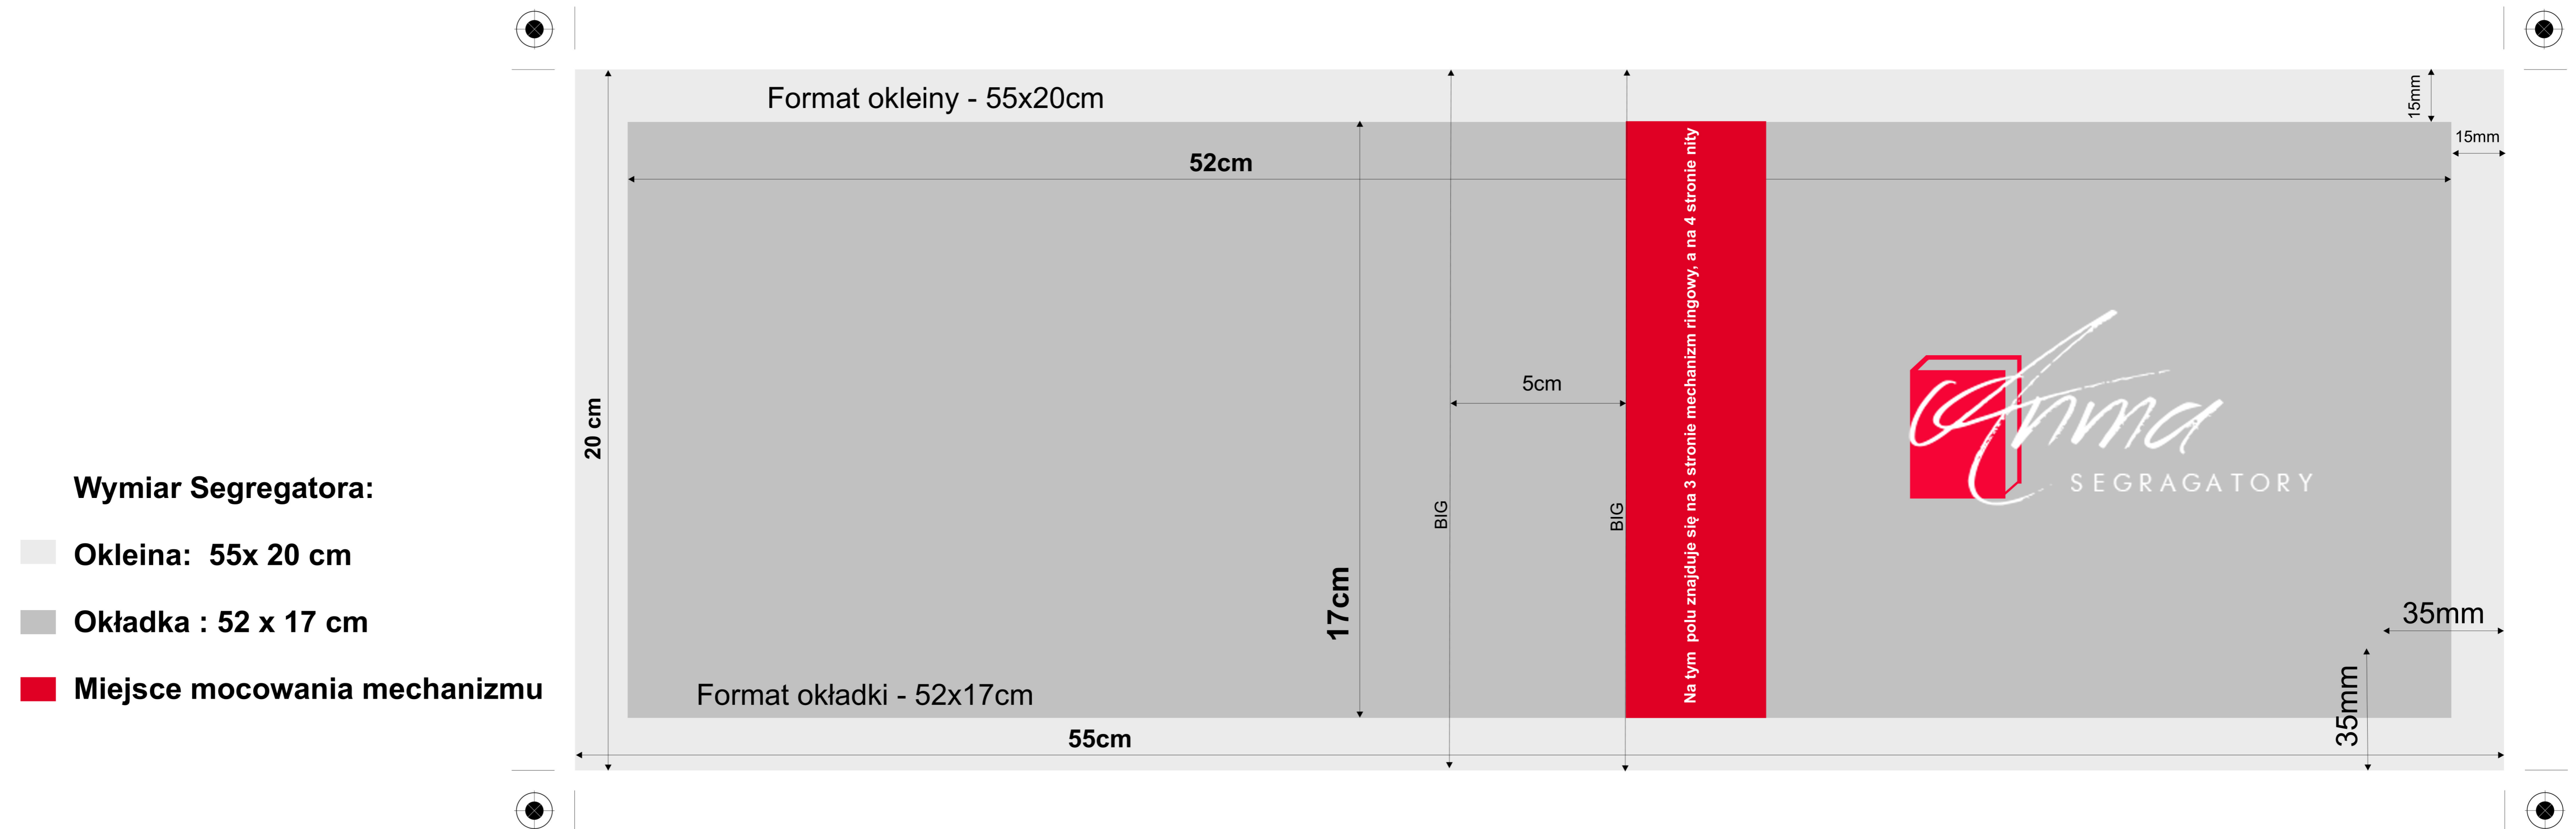 Format okleiny - 55x20cm
15mm
15mm
52cm
Na tym  polu znajduje się na 3 stronie mechanizm ringowy, a na 4 stronie nity
5cm
20 cm
Anma
SEGRAGATORY
Wymiar Segregatora:
BIG
BIG
Okleina:  55x 20 cm
17cm
Okładka : 52 x 17 cm
35mm
35mm
Miejsce mocowania mechanizmu
Format okładki - 52x17cm
55cm